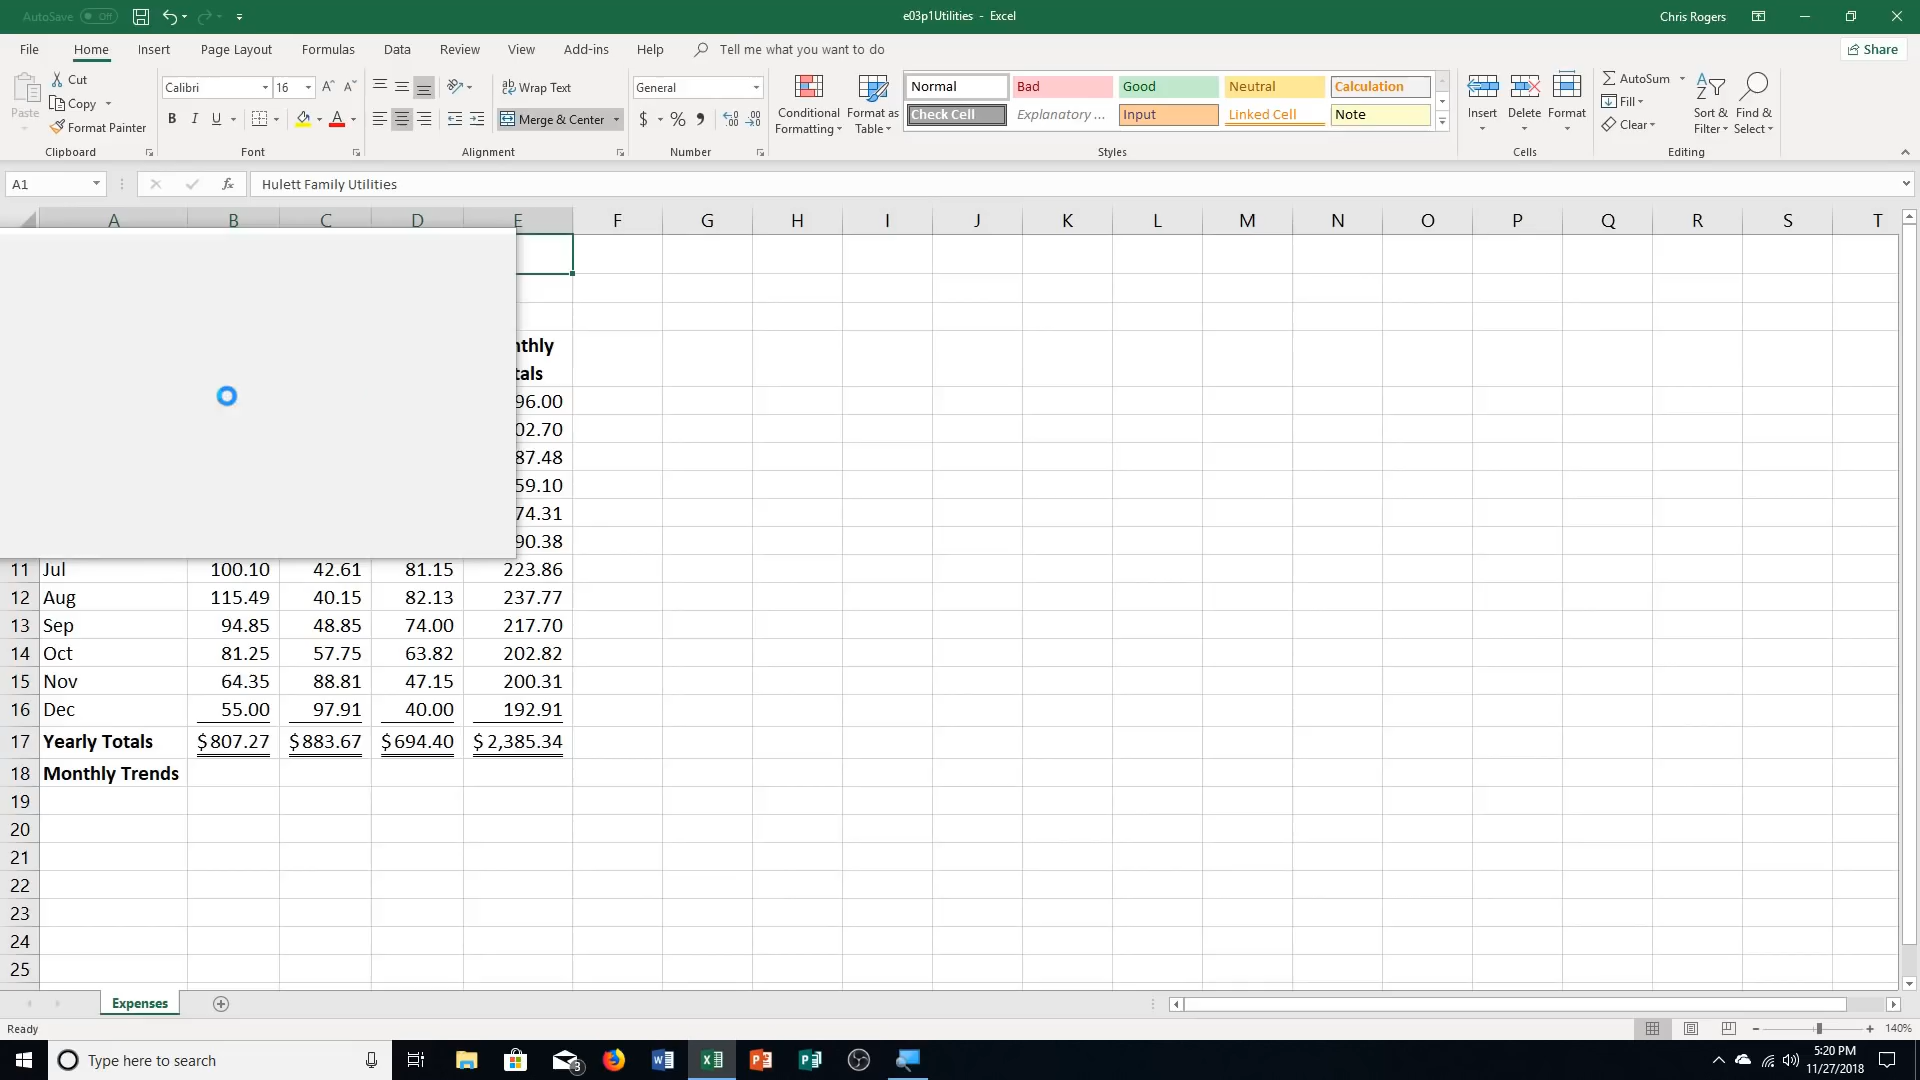 AutoSave Off
e03p1Utilities - Excel
Chris Rogers
File Home Insert Page Layout Formulas Data Review View Add-ins Help Tell me what you want to do Share
Paste
Cut
Copy
Format Painter
Clipboard
Calibri 16
B I U A
Font
Wrap Text
Merge & Center
Alignment
General
$ % ,
Number
Conditional Formatting
Format as Table
Normal Bad Good Neutral Calculation
Check Cell Explanatory ... Input Linked Cell Note
Styles
Insert Delete Format
Cells
AutoSum
Fill
Clear
Sort & Filter
Find & Select
Editing
A1 fx Hulett Family Utilities
A B C D E F G H I J K L M N O P Q R S T
nthly
tals
96.00
02.70
87.48
59.10
74.31
90.38
11 Jul 100.10 42.61 81.15 223.86
12 Aug 115.49 40.15 82.13 237.77
13 Sep 94.85 48.85 74.00 217.70
14 Oct 81.25 57.75 63.82 202.82
15 Nov 64.35 88.81 47.15 200.31
16 Dec 55.00 97.91 40.00 192.91
17 Yearly Totals $807.27 $883.67 $694.40 $2,385.34
18 Monthly Trends
19
20
21
22
23
24
25
Expenses
Ready
140%
Type here to search
3
5:20 PM
11/27/2018